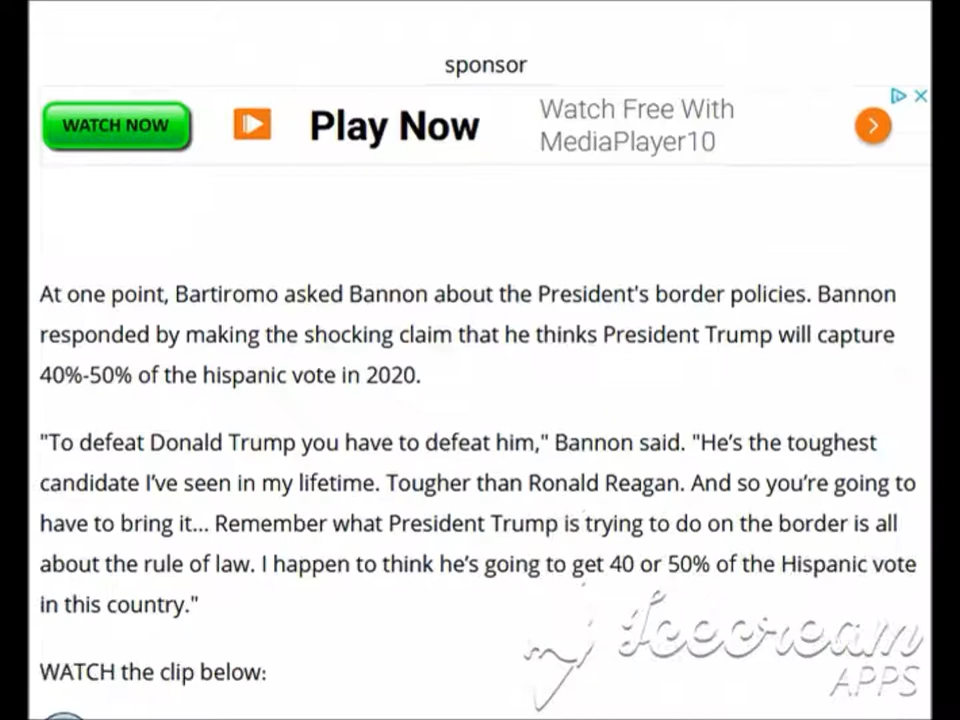 sponsor
WATCH NOW
Play Now
Watch Free With
MediaPlayer10
At one point, Bartiromo asked Bannon about the President's border policies. Bannon
responded by making the shocking claim that he thinks President Trump will capture
40%-50% of the hispanic vote in 2020.
"To defeat Donald Trump you have to defeat him," Bannon said. "He’s the toughest
candidate I’ve seen in my lifetime. Tougher than Ronald Reagan. And so you’re going to
have to bring it... Remember what President Trump is trying to do on the border is all
about the rule of law. I happen to think he’s going to get 40 or 50% of the Hispanic vote
in this country."
Icecream
APPS
WATCH the clip below: